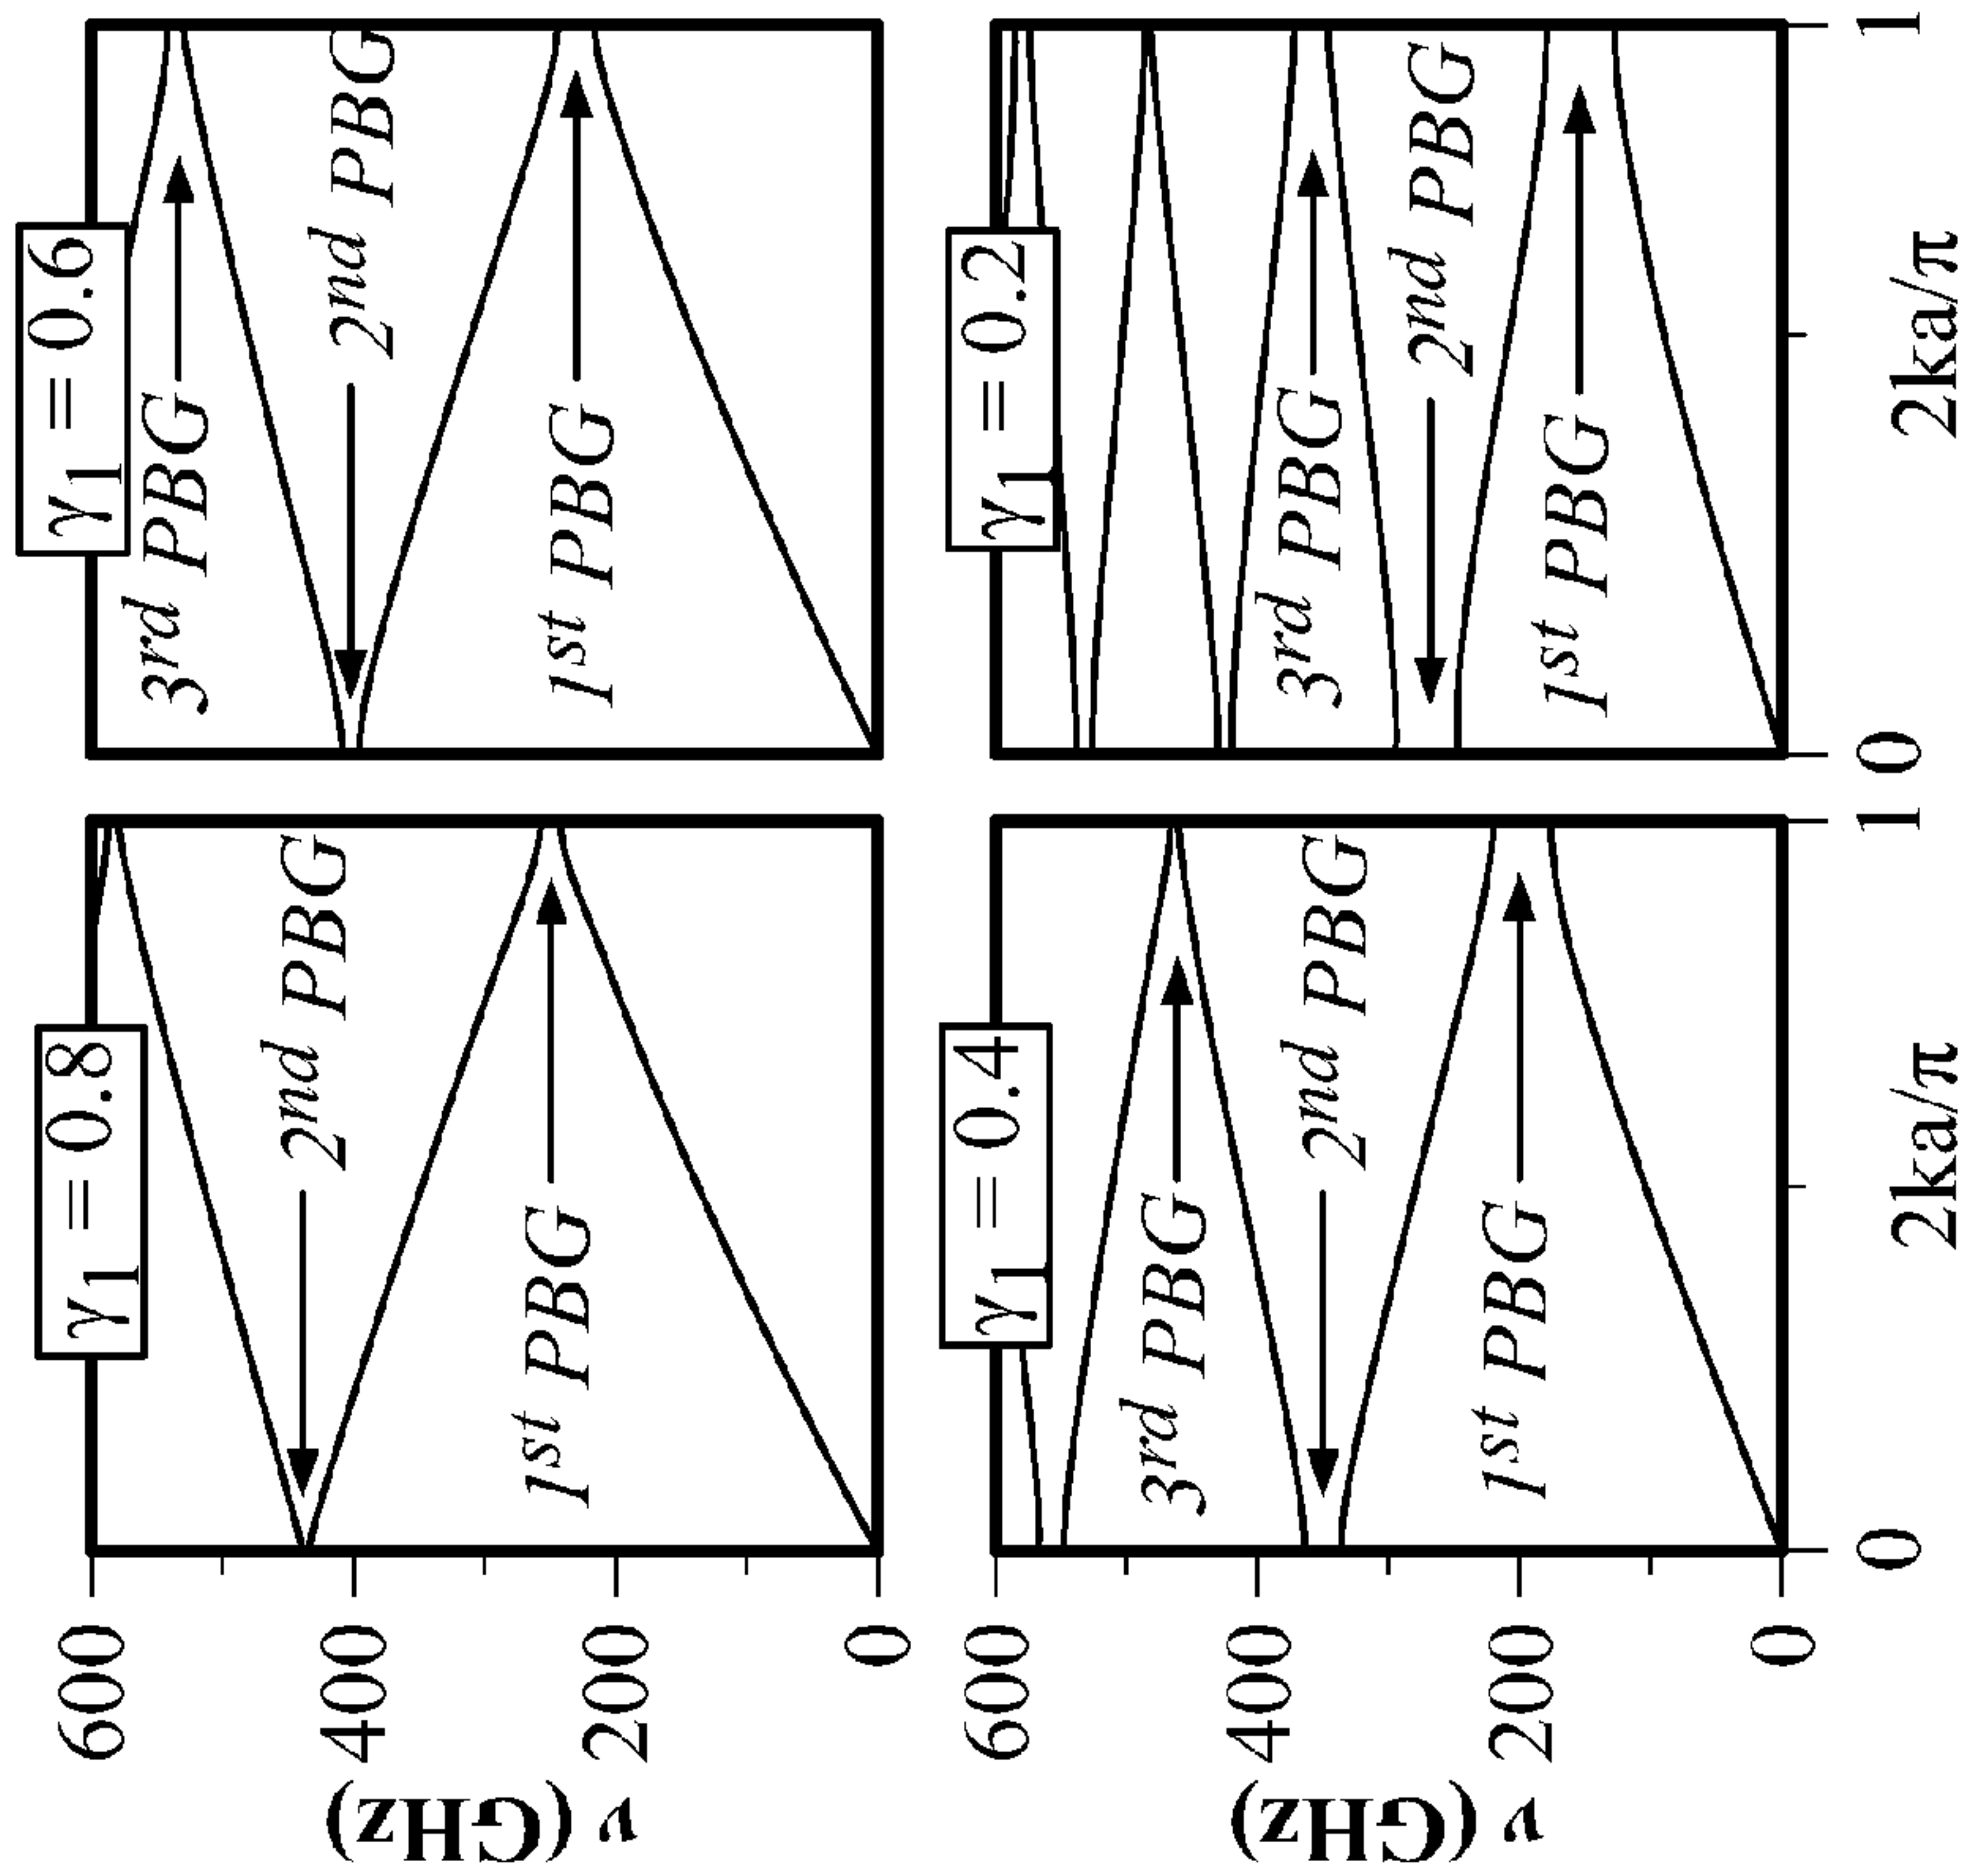 γ1 = 0.8
2nd PBG
1st PBG
γ1 = 0.6
3rd PBG
2nd PBG
1st PBG
600
400
200
0
ν (GHz)
γ1 = 0.4
3rd PBG
2nd PBG
1st PBG
γ1 = 0.2
3rd PBG
2nd PBG
1st PBG
600
400
200
0
ν (GHz)
0 1 0 1
2ka/π 2ka/π